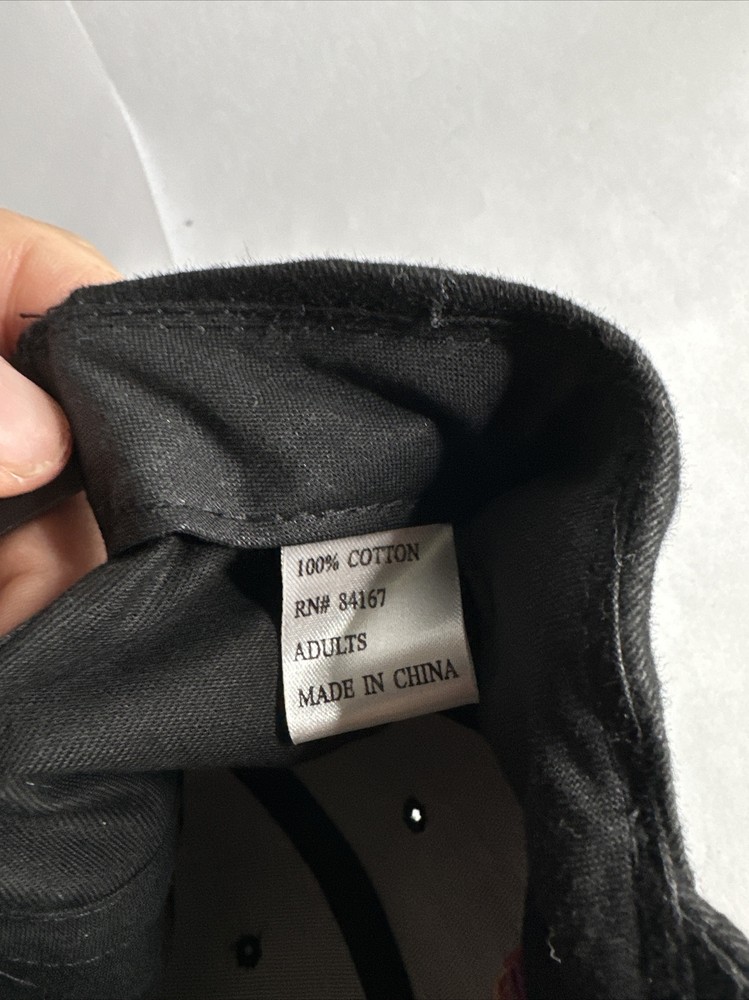 100% COTTON
RN# 84167
ADULTS
MADE IN CHINA